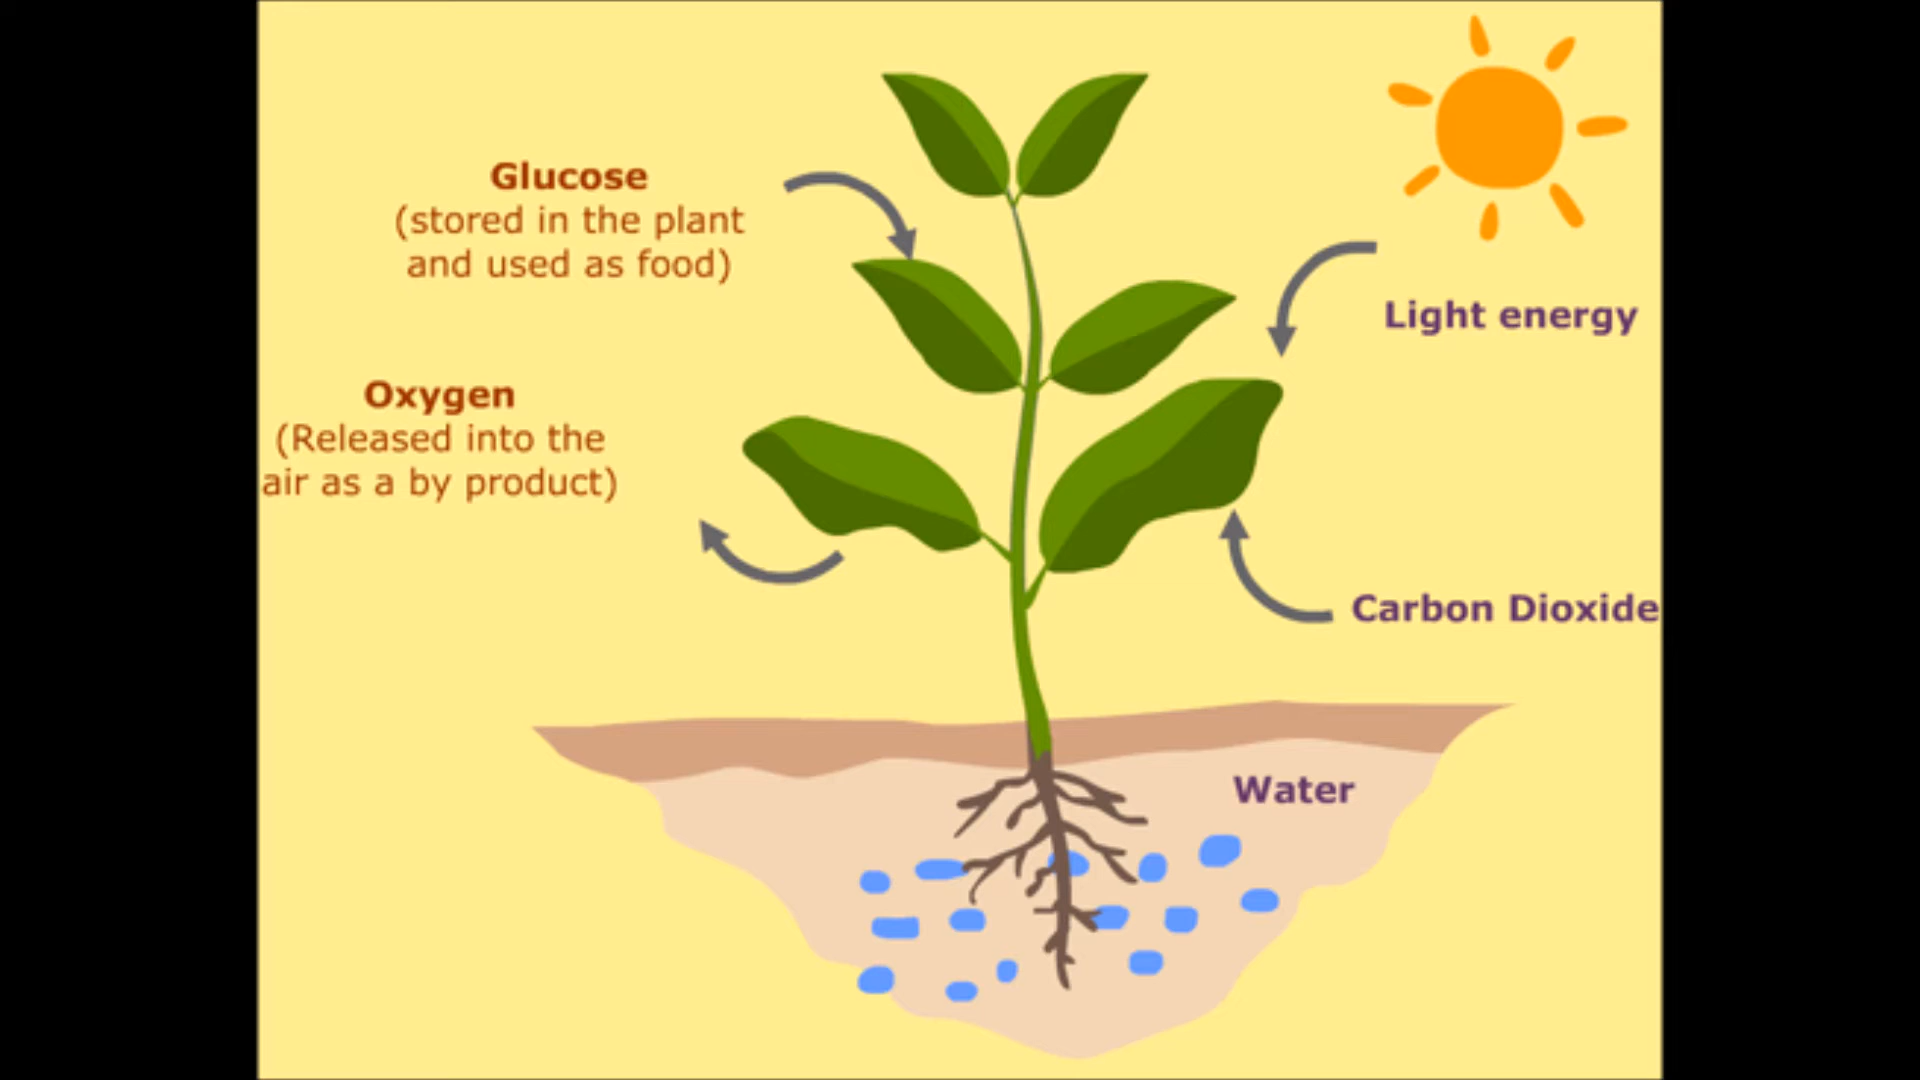 Glucose
(stored in the plant
and used as food)
Light energy
Oxygen
(Released into the
air as a by product)
Carbon Dioxide
Water